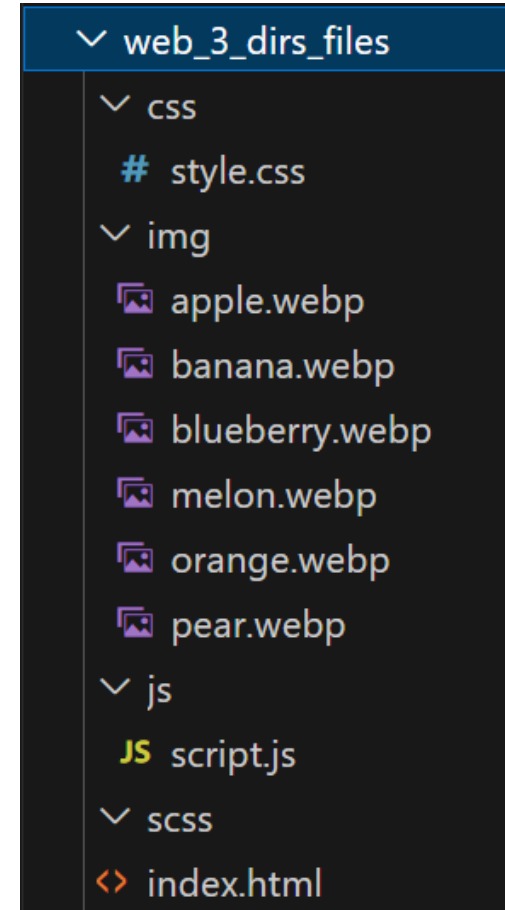 web_3_dirs_files
css
# style.css
img
apple.webp
banana.webp
blueberry.webp
melon.webp
orange.webp
pear.webp
js
JS script.js
scss
<> index.html